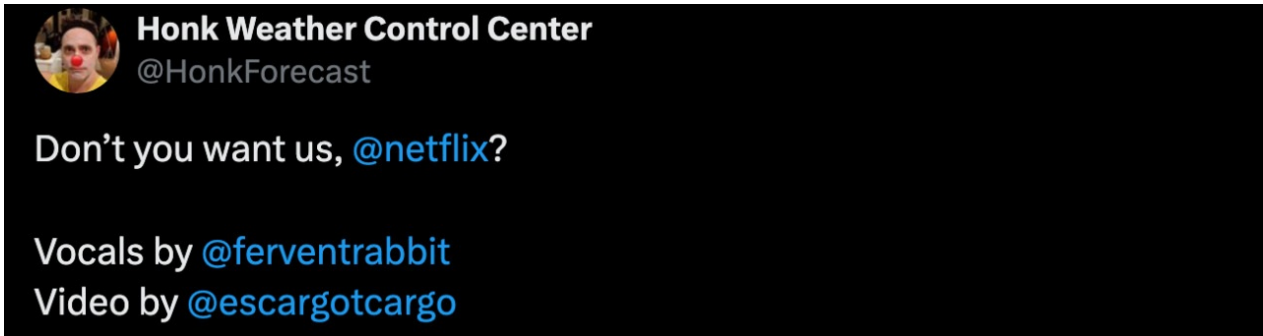 Honk Weather Control Center
@HonkForecast
Don’t you want us, @netflix?
Vocals by @ferventrabbit
Video by @escargotcargo